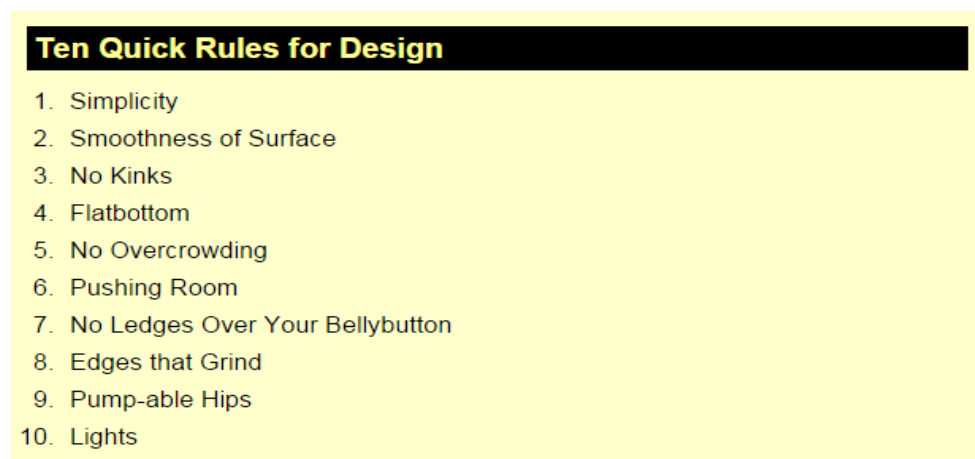 Ten Quick Rules for Design
1. Simplicity
2. Smoothness of Surface
3. No Kinks
4. Flatbottom
5. No Overcrowding
6. Pushing Room
7. No Ledges Over Your Bellybutton
8. Edges that Grind
9. Pump-able Hips
10. Lights